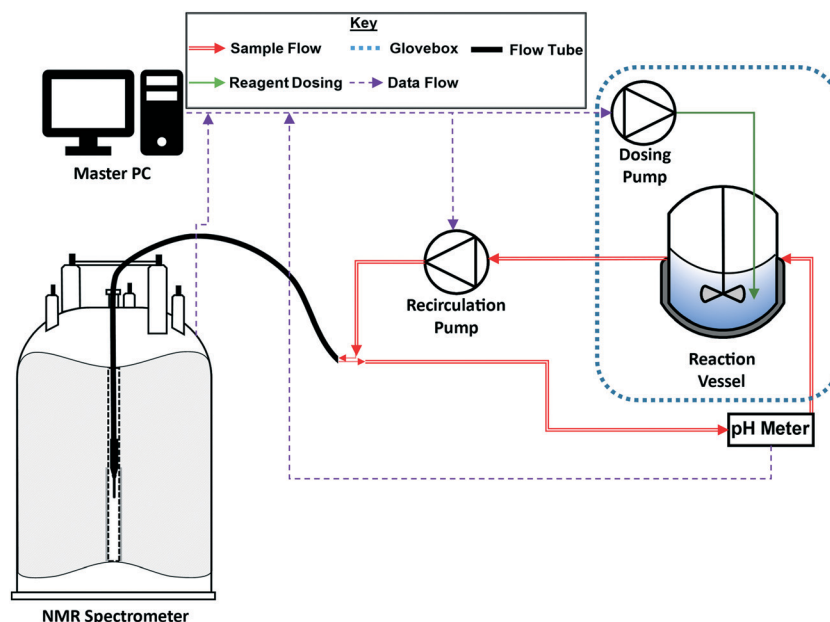 Key
Sample Flow
Glovebox
Flow Tube
Reagent Dosing
Data Flow
Master PC
Dosing
Pump
Recirculation
Pump
Reaction
Vessel
pH Meter
NMR Spectrometer